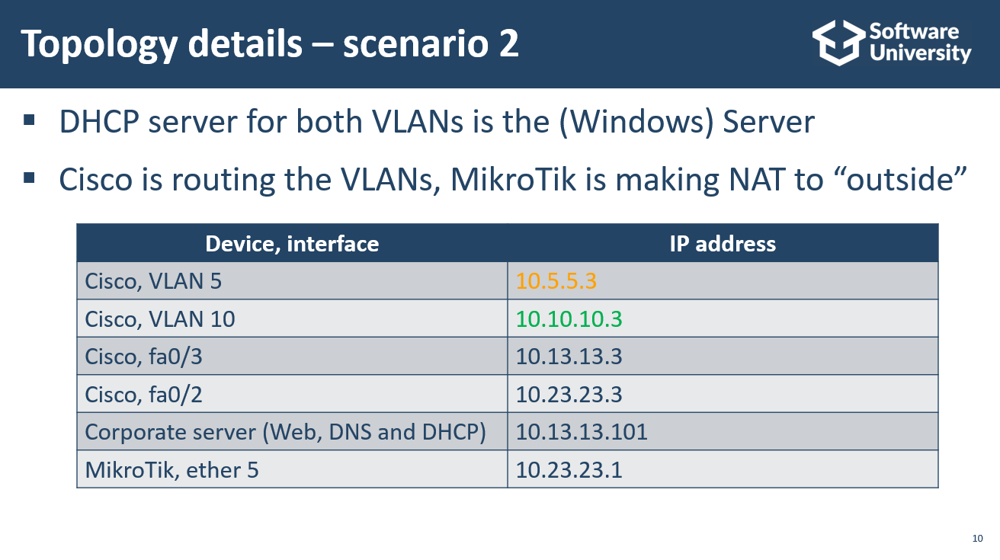 Topology details – scenario 2
Software
University
▪ DHCP server for both VLANs is the (Windows) Server
▪ Cisco is routing the VLANs, MikroTik is making NAT to “outside”
Device, interface IP address
Cisco, VLAN 5 10.5.5.3
Cisco, VLAN 10 10.10.10.3
Cisco, fa0/3 10.13.13.3
Cisco, fa0/2 10.23.23.3
Corporate server (Web, DNS and DHCP) 10.13.13.101
MikroTik, ether 5 10.23.23.1
10